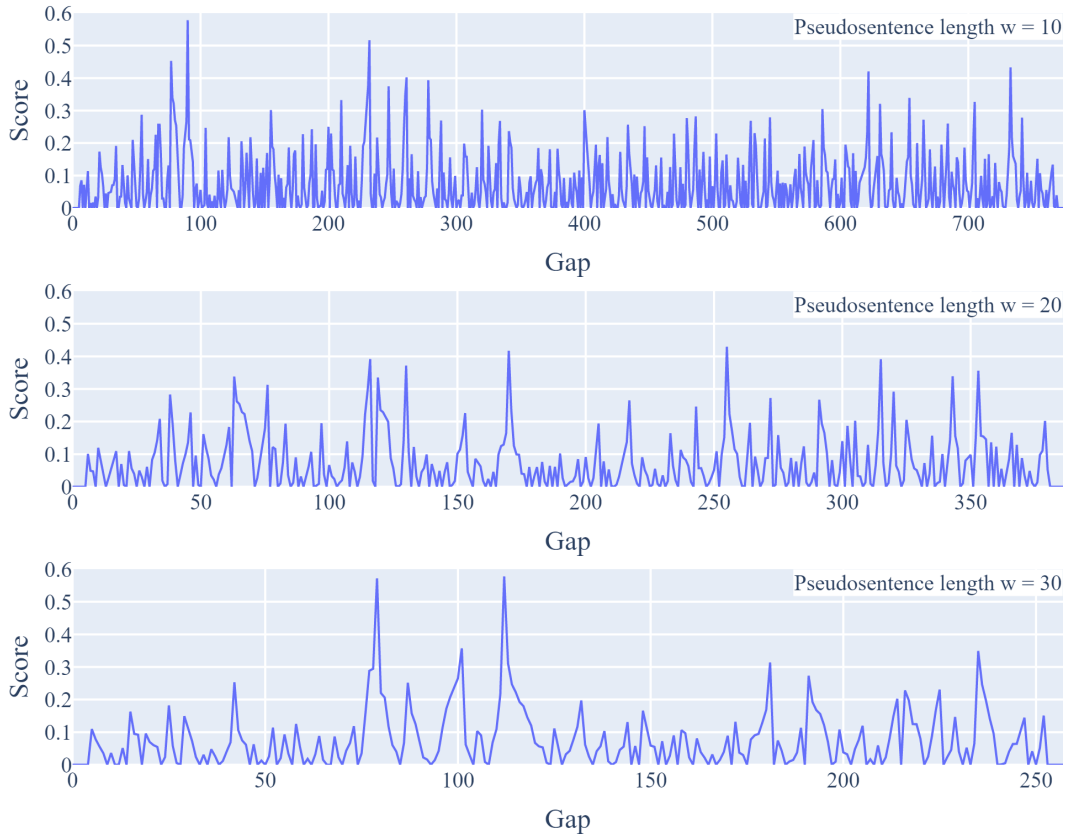 Pseudosentence length w = 10
Score
0.6
0.5
0.4
0.3
0.2
0.1
0
0 100 200 300 400 500 600 700
Gap
Pseudosentence length w = 20
Score
0.6
0.5
0.4
0.3
0.2
0.1
0
0 50 100 150 200 250 300 350
Gap
Pseudosentence length w = 30
Score
0.6
0.5
0.4
0.3
0.2
0.1
0
0 50 100 150 200 250
Gap